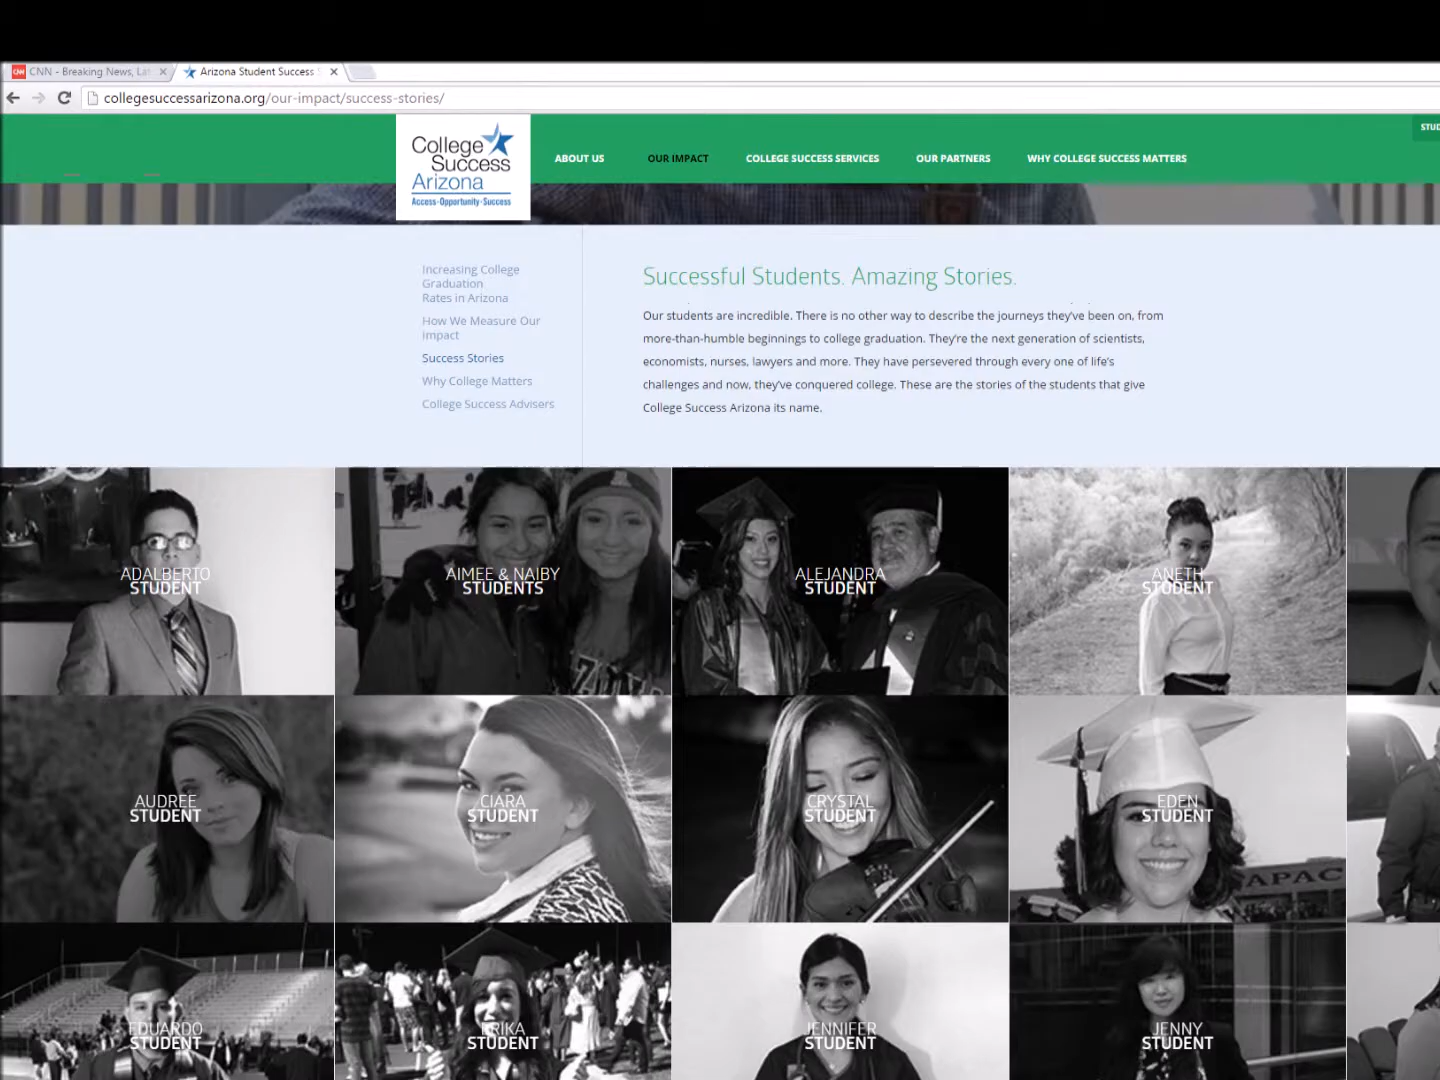 CNN - Breaking News, Lat
Arizona Student Success S
collegesuccessarizona.org/our-impact/success-stories/
STUD
College
Success
Arizona
Access·Opportunity·Success
ABOUT US
OUR IMPACT
COLLEGE SUCCESS SERVICES
OUR PARTNERS
WHY COLLEGE SUCCESS MATTERS
Increasing College
Graduation
Rates in Arizona
How We Measure Our
impact
Success Stories
Why College Matters
College Success Advisers
Successful Students. Amazing Stories.
Our students are incredible. There is no other way to describe the journeys they've been on, from
more-than-humble beginnings to college graduation. They're the next generation of scientists,
economists, nurses, lawyers and more. They have persevered through every one of life's
challenges and now, they've conquered college. These are the stories of the students that give
College Success Arizona its name.
ADALBERTO
STUDENT
AIMEE & NAIBY
STUDENTS
ALEJANDRA
STUDENT
ANETH
STUDENT
AUDREE
STUDENT
CIARA
STUDENT
CRYSTAL
STUDENT
EDEN
STUDENT
APAC
EDUARDO
STUDENT
ERIKA
STUDENT
JENNIFER
STUDENT
JENNY
STUDENT